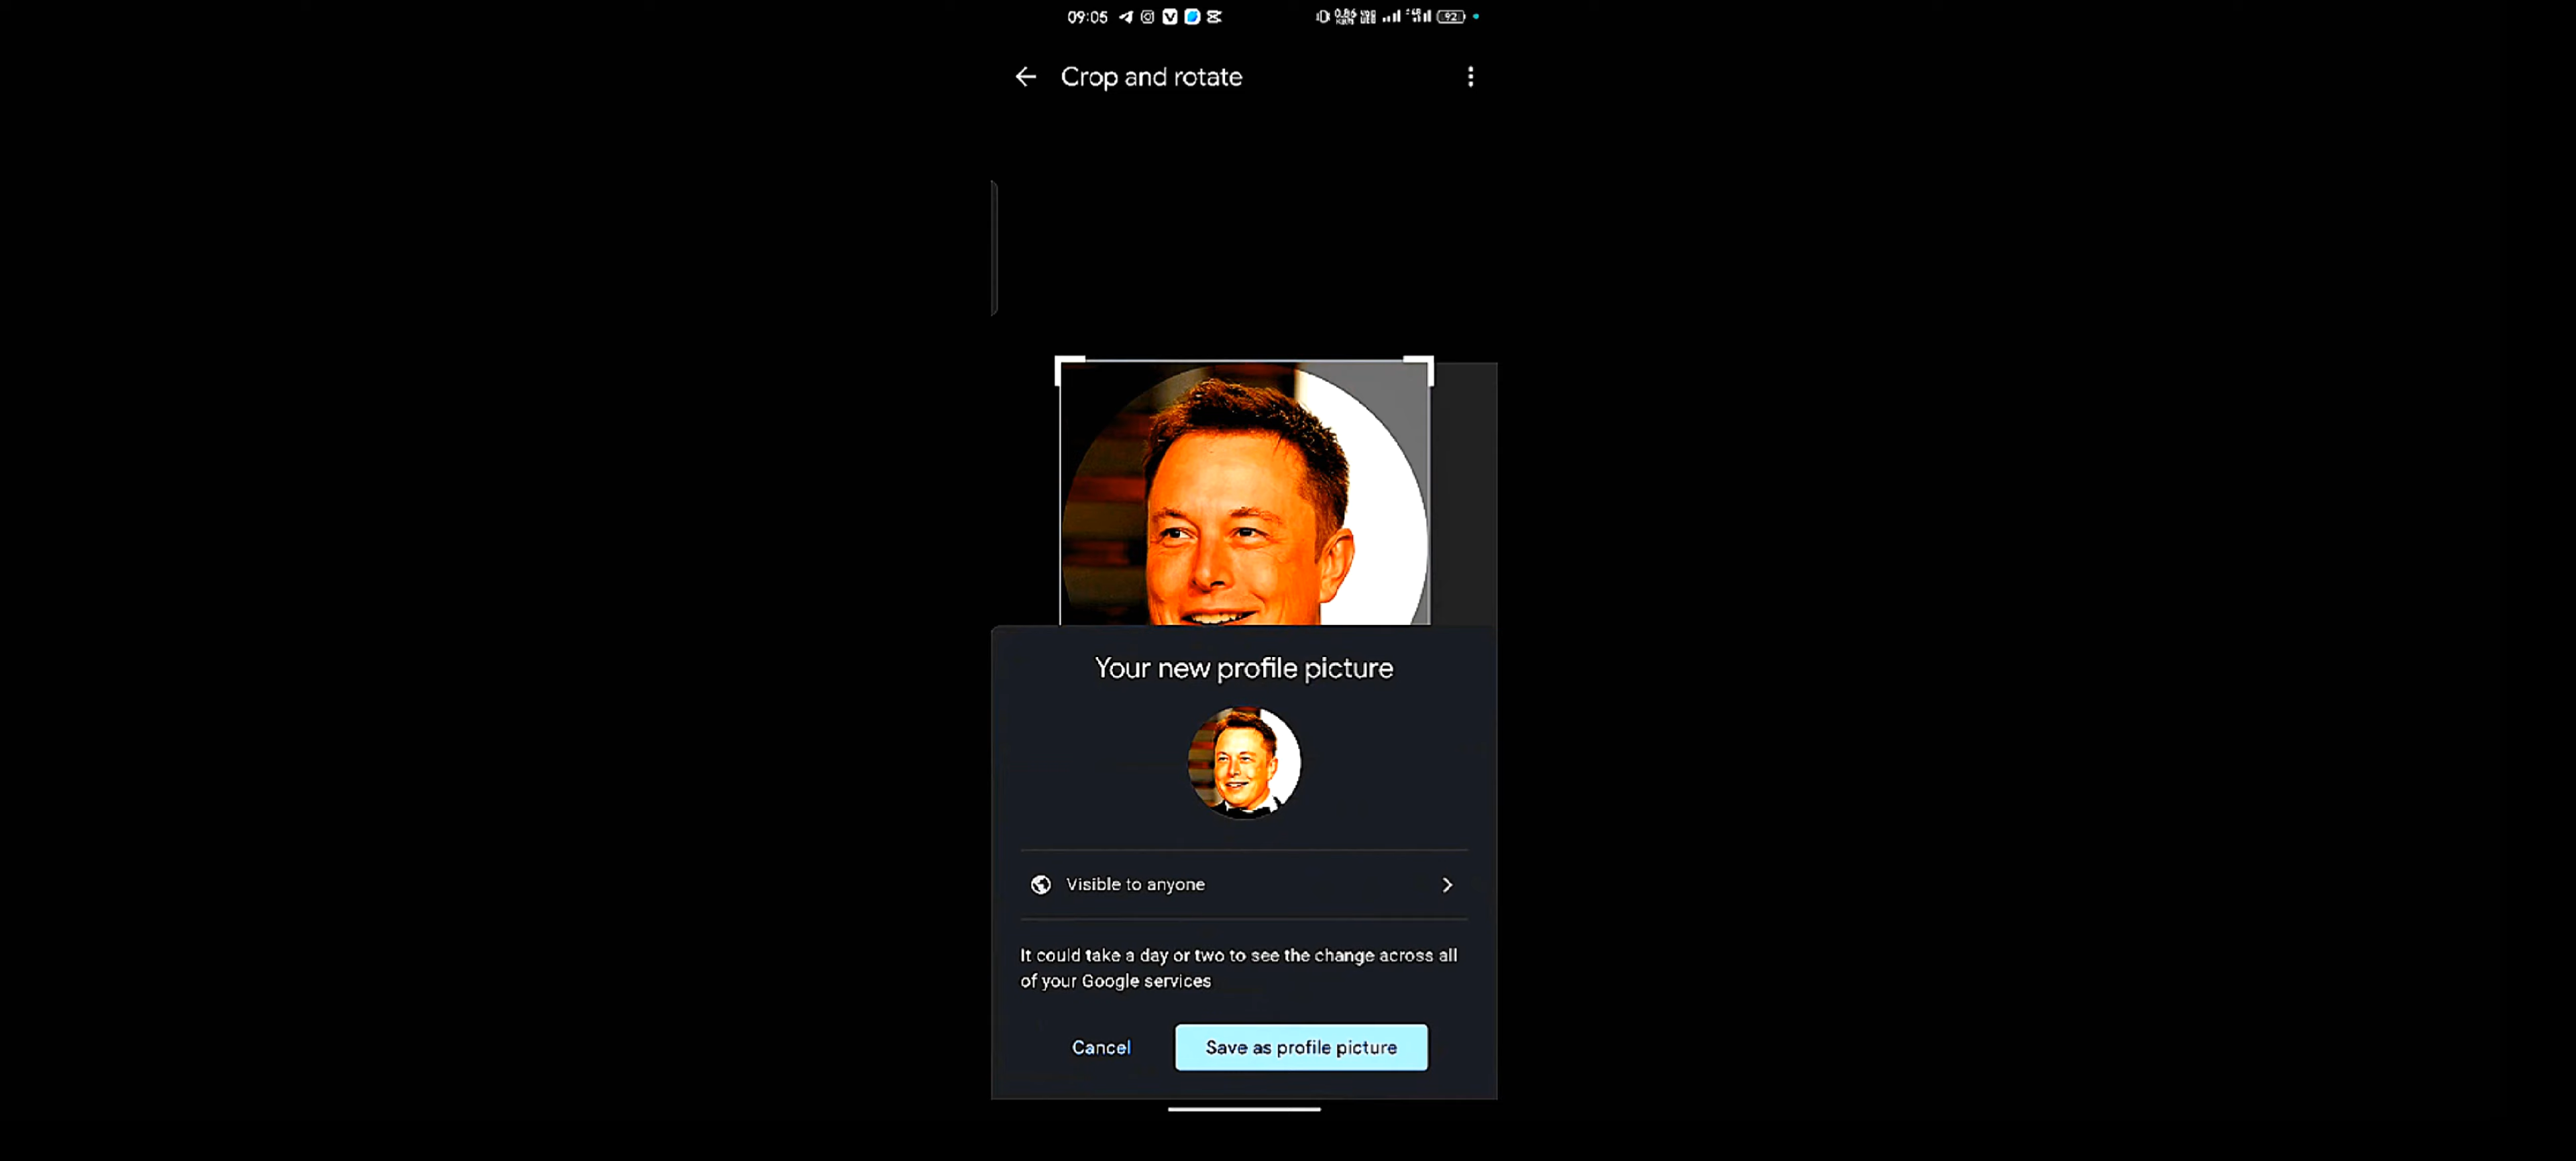 09:05
92
Crop and rotate
Your new profile picture
Visible to anyone
It could take a day or two to see the change across all
of your Google services
Cancel
Save as profile picture